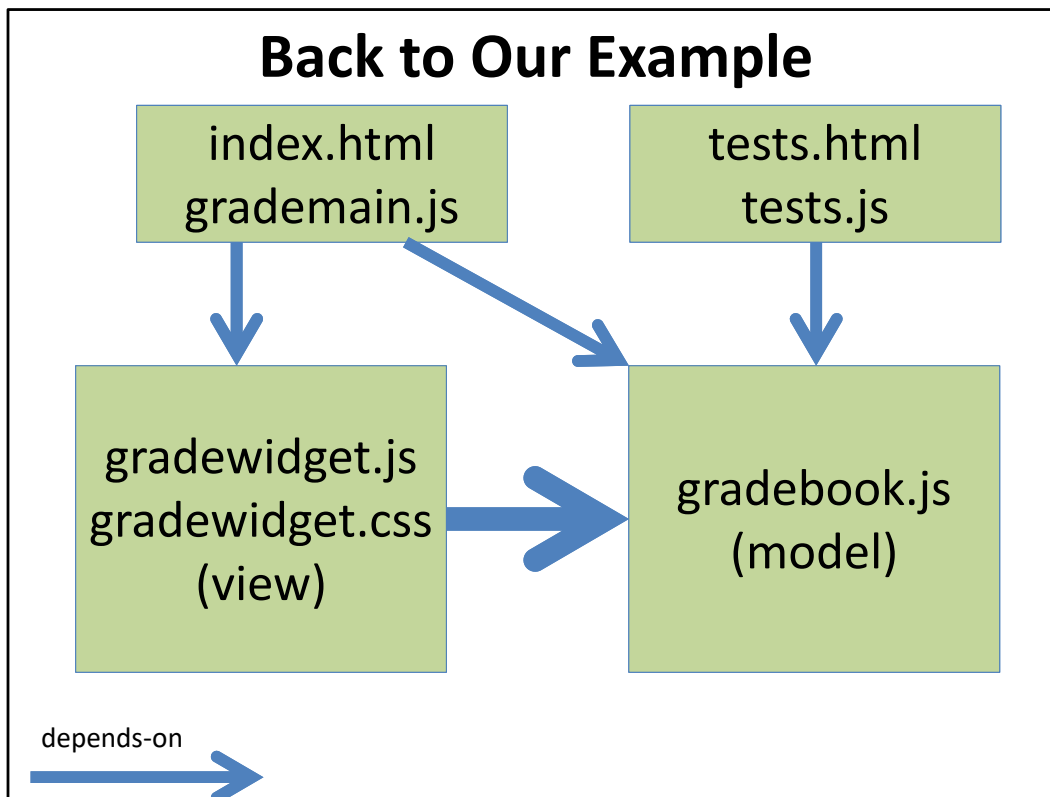 Back to Our Example
index.html
grademain.js
tests.html
tests.js
gradewidget.js
gradewidget.css
(view)
gradebook.js
(model)
depends-on